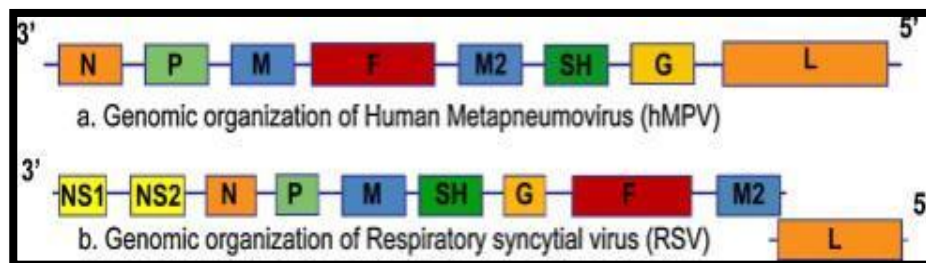 3’ 5’
N P M F M2 SH G L
a. Genomic organization of Human Metapneumovirus (hMPV)
3’
NS1 NS2 N P M SH G F M2
5
b. Genomic organization of Respiratory syncytial virus (RSV)
L